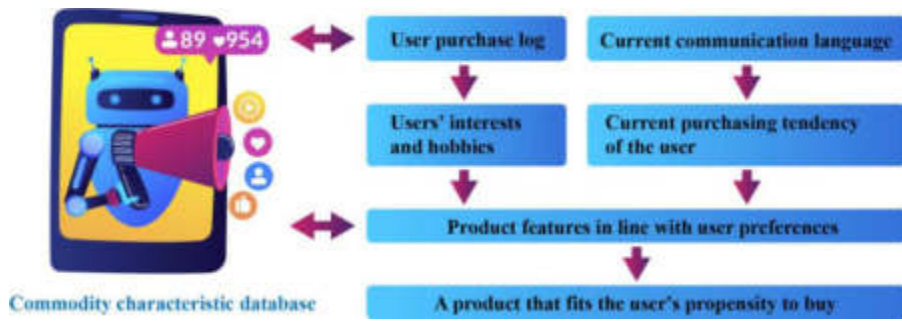 89 954
User purchase log
Current communication language
Users' interests
and hobbies
Current purchasing tendency
of the user
Product features in line with user preferences
Commodity characteristic database
A product that fits the user's propensity to buy